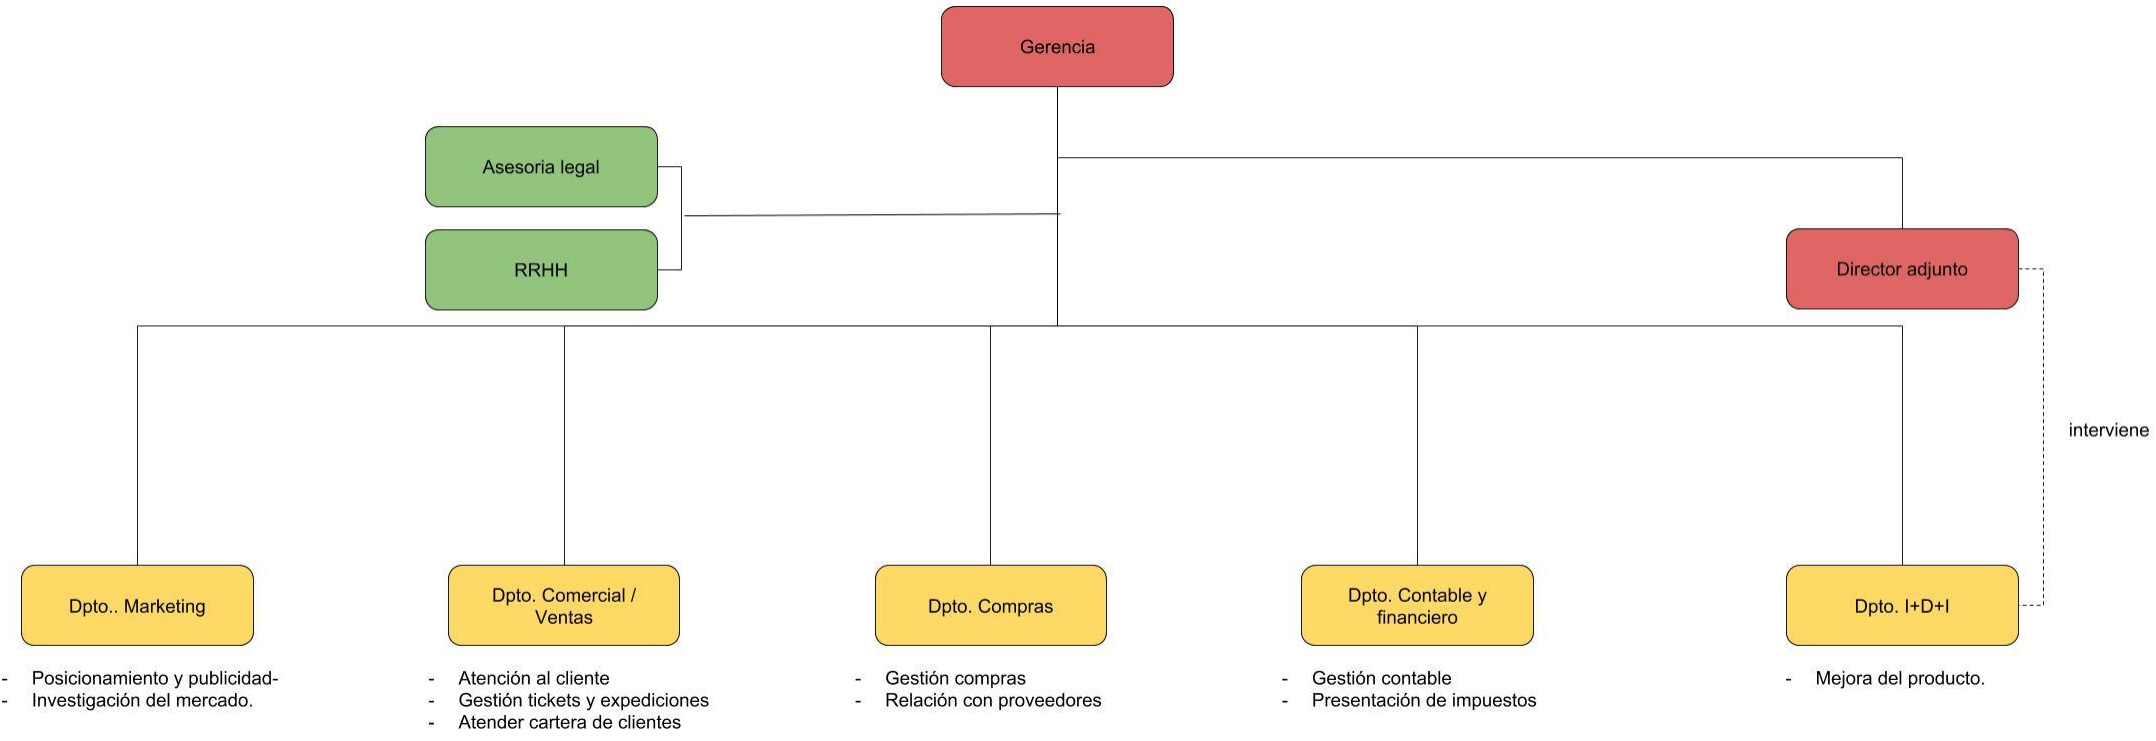 Gerencia
Asesoria legal
RRHH
Director adjunto
interviene
Dpto.. Marketing
Dpto. Comercial /
Ventas
Dpto. Compras
Dpto. Contable y
financiero
Dpto. I+D+I
- Posicionamiento y publicidad-
- Investigación del mercado.
- Atención al cliente
- Gestión tickets y expediciones
- Atender cartera de clientes
- Gestión compras
- Relación con proveedores
- Gestión contable
- Presentación de impuestos
- Mejora del producto.